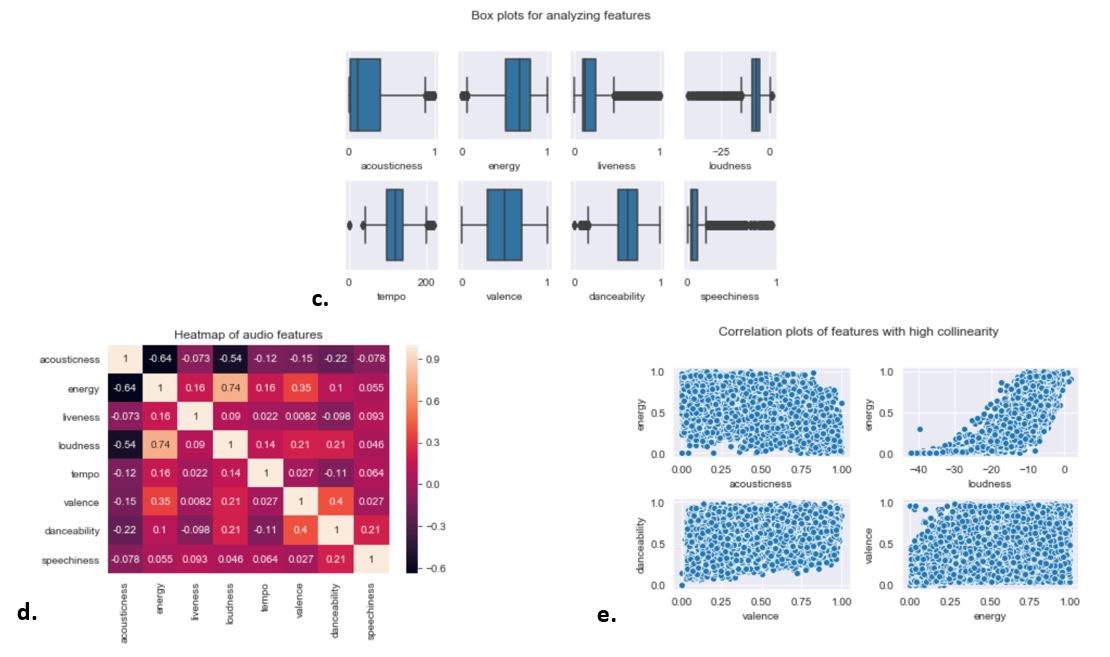 Box plots for analyzing features
0 1 0 1 0 1 −25 0
acousticness energy liveness loudness
0 200 0 1 0 1 0 1
tempo valence danceability speechiness
c.
Heatmap of audio features
acousticness 1 -0.64 -0.073 -0.54 -0.12 -0.15 -0.22 -0.078
energy -0.64 1 0.16 0.74 0.16 0.35 0.1 0.055
liveness -0.073 0.16 1 0.09 0.022 0.0082 -0.098 0.093
loudness -0.54 0.74 0.09 1 0.14 0.21 0.21 0.046
tempo -0.12 0.16 0.022 0.14 1 0.027 -0.11 0.064
valence -0.15 0.35 0.0082 0.21 0.027 1 0.4 0.027
danceability -0.22 0.1 -0.098 0.21 -0.11 0.4 1 0.21
speechiness -0.078 0.055 0.093 0.046 0.064 0.027 0.21 1
acousticness energy liveness loudness tempo valence danceability speechiness
0.9
0.6
0.3
0.0
−0.3
−0.6
d.
Correlation plots of features with high collinearity
1.0
0.5
0.0
energy
0.00 0.25 0.50 0.75 1.00
acousticness
1.0
0.5
0.0
energy
−40 −30 −20 −10 0
loudness
1.0
0.5
0.0
danceability
0.00 0.25 0.50 0.75 1.00
valence
1.0
0.5
0.0
valence
0.00 0.25 0.50 0.75 1.00
energy
e.